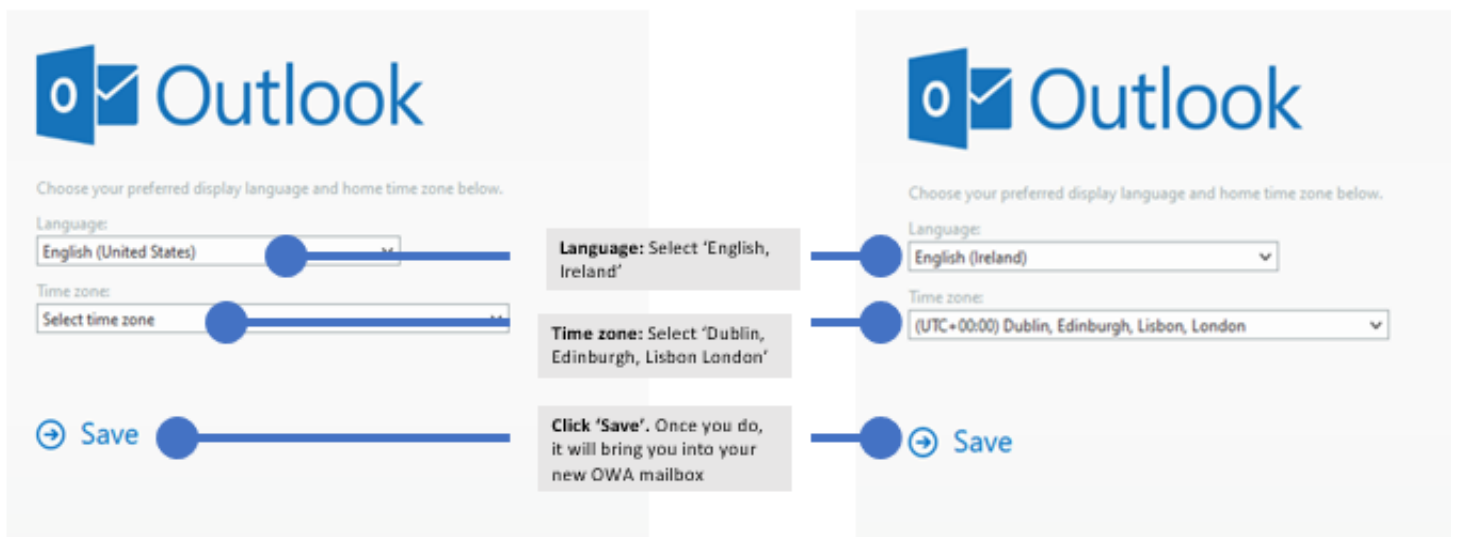 Outlook
Choose your preferred display language and home time zone below.
Language:
English (United States)
Time zone:
Select time zone
Save
Language: Select ‘English,
Ireland’
Time zone: Select ‘Dublin,
Edinburgh, Lisbon London’
Click ‘Save’. Once you do,
it will bring you into your
new OWA mailbox
Outlook
Choose your preferred display language and home time zone below.
Language:
English (Ireland)
Time zone:
(UTC+00:00) Dublin, Edinburgh, Lisbon, London
Save